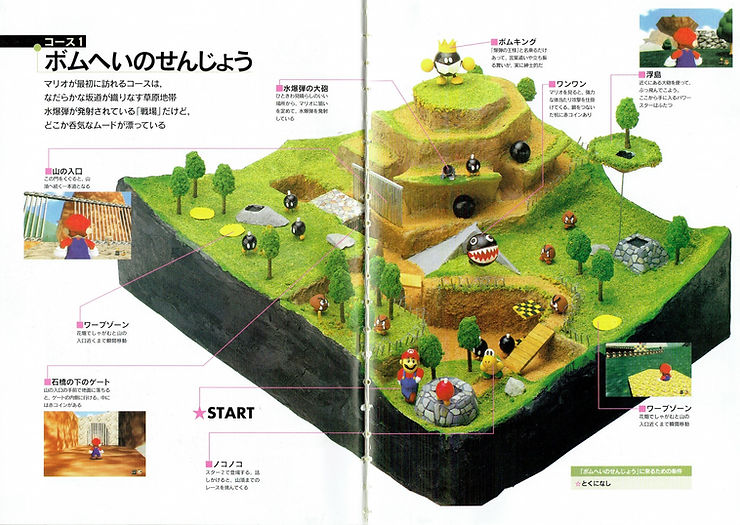 コース1
ボムへいのせんじょう
マリオが最初に訪れるコースは、
なだらかな坂道が織りなす草原地帯
水爆弾が発射されている「戦場」だけど、
どこか呑気なムードが漂っている
■山の入口
この門をくぐると、山
頂へ続く一本道となる
■水爆弾の大砲
ひときわ見晴らしのいい
場所から、マリオに狙い
を定めて、水爆弾を発射
している
■ボムキング
「爆弾の王様」と名乗るだけ
あって、言葉遣いや立ち振
る舞いが、実に紳士的だ
■ワンワン
マリオを見ると、強力
な体当たり攻撃を仕掛
けてくる。鎖をつない
だ杭に赤コインあり
■浮島
近くにある大砲を使って、
ぶっ飛んでこよう。
ここから手に入るパワー
スターはふたつ
■ワープゾーン
花畑でしゃがむと山の
入口近くまで瞬間移動
■石橋の下のゲート
山の入口の手前で地面に落ちる
と、ゲートの内側に行ける。中に
は赤コインがある
★START
■ノコノコ
スター2で登場する。話
しかけると、山頂までの
レースを挑んでくる
■ワープゾーン
花畑でしゃがむと山の
入口近くまで瞬間移動
「ボムへいのせんじょう」に来るための条件
☆とくになし